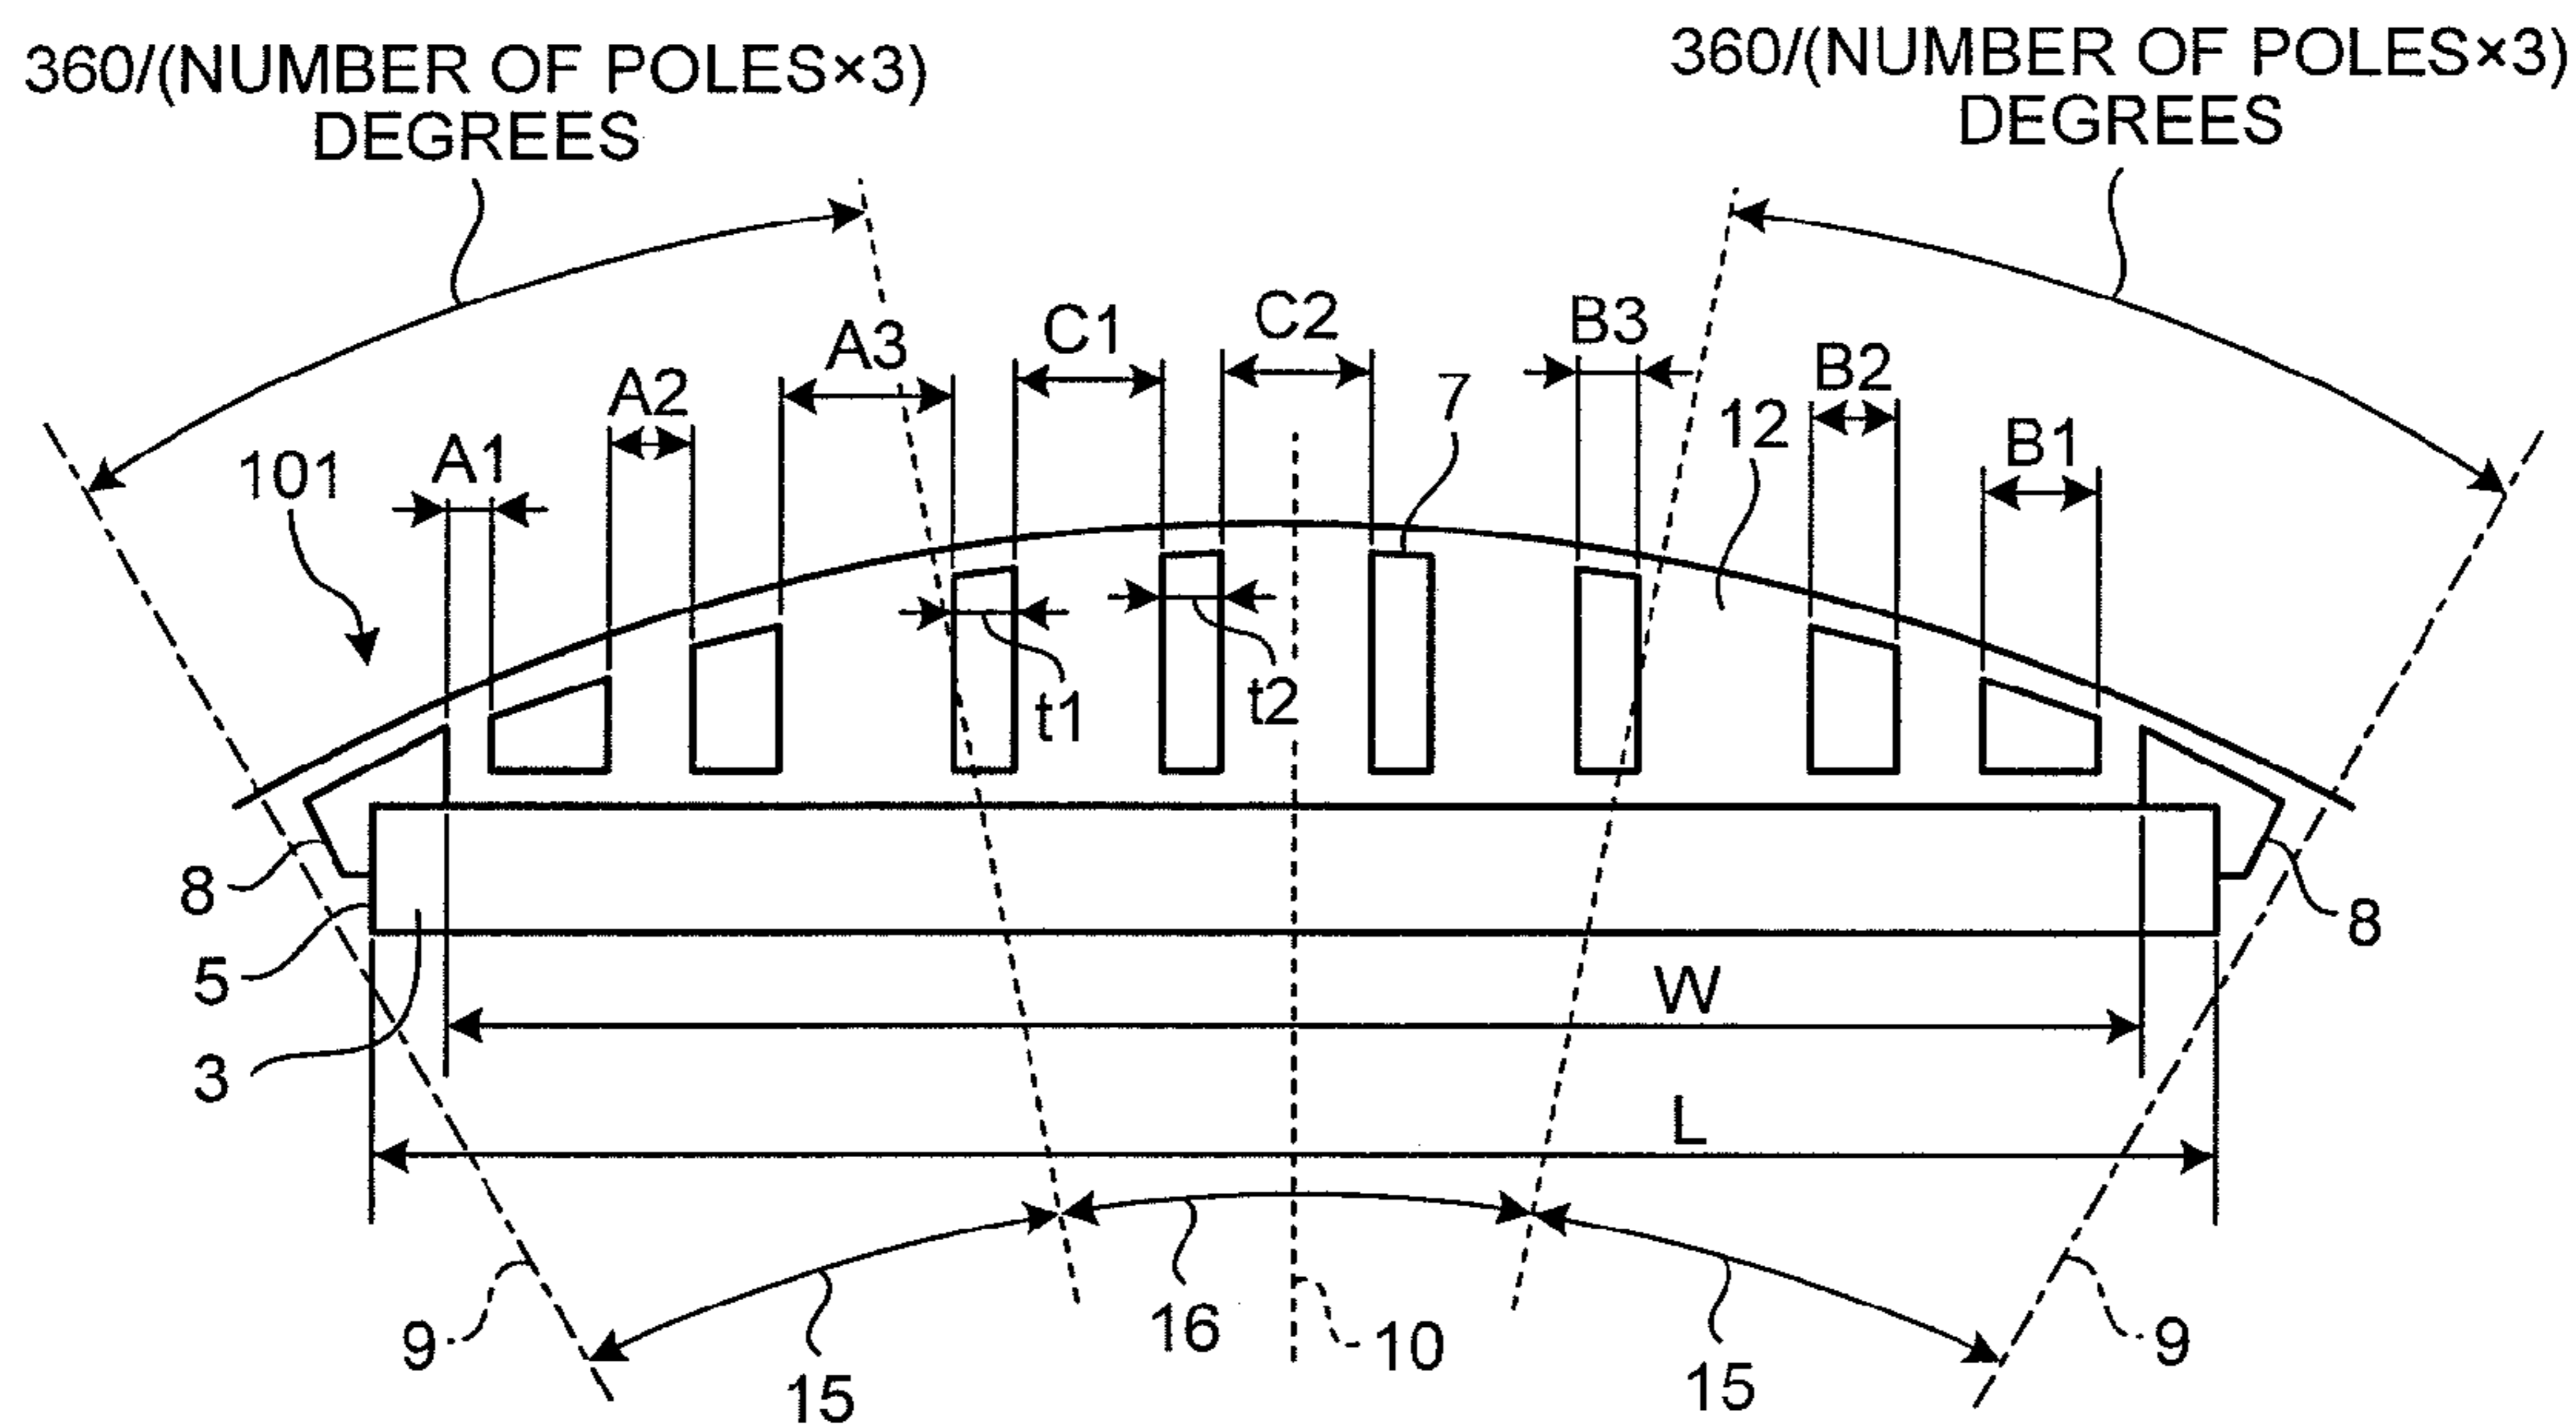 360/(NUMBER OF POLES×3)
DEGREES
360/(NUMBER OF POLES×3)
DEGREES
101
A1
A2
A3
C1
C2
7
B3
12
B2
B1
t1
t2
8
5
3
8
W
L
9
15
16
10
15
9